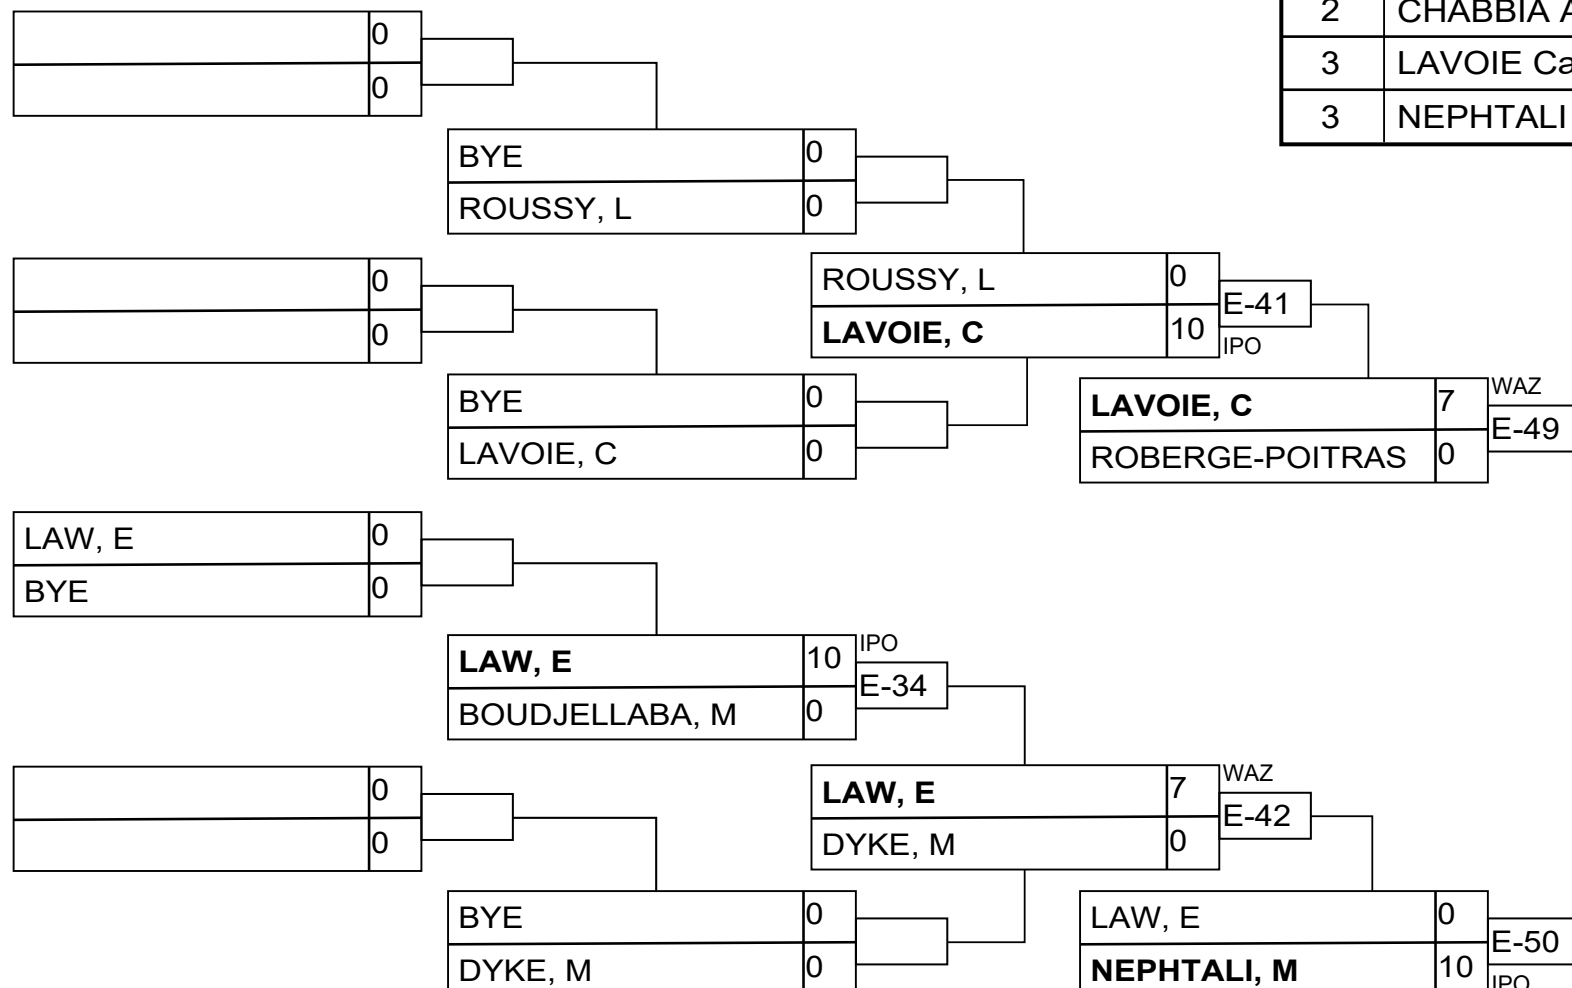 2 CHABBIA A
3 LAVOIE Ca
3 NEPHTALI
0
0
BYE 0
ROUSSY, L 0
0
0
ROUSSY, L 0
LAVOIE, C 10
E-41
IPO
BYE 0
LAVOIE, C 0
LAVOIE, C 7
ROBERGE-POITRAS 0
WAZ
E-49
LAW, E 0
BYE 0
LAW, E 10
BOUDJELLABA, M 0
IPO
E-34
0
0
LAW, E 7
DYKE, M 0
WAZ
E-42
BYE 0
DYKE, M 0
LAW, E 0
NEPHTALI, M 10
E-50
IPO